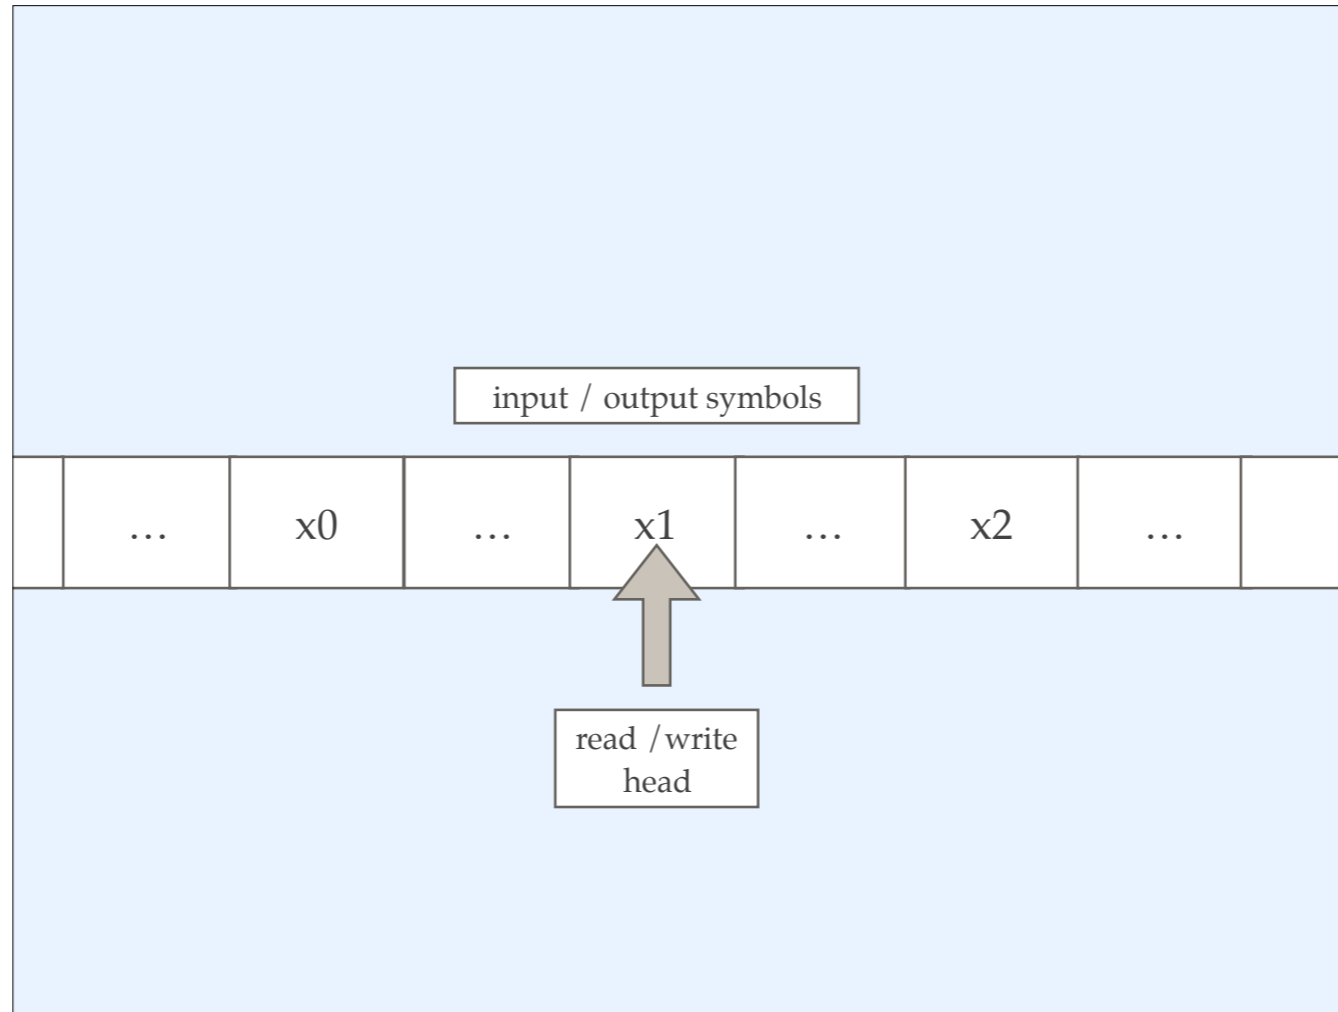 input / output symbols
... x0 ... x1 ... x2 ...
read /write
head